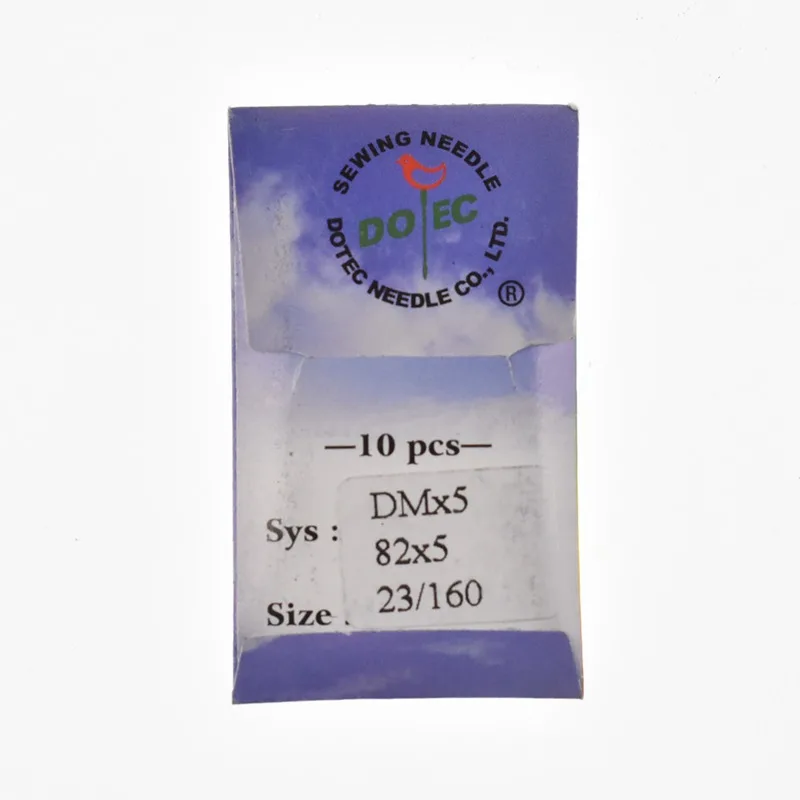 SEWING NEEDLE
DOTEC
DOTEC NEEDLE CO., LTD.
®
—10 pcs—
DMx5
Sys :
82x5
23/160
Size :